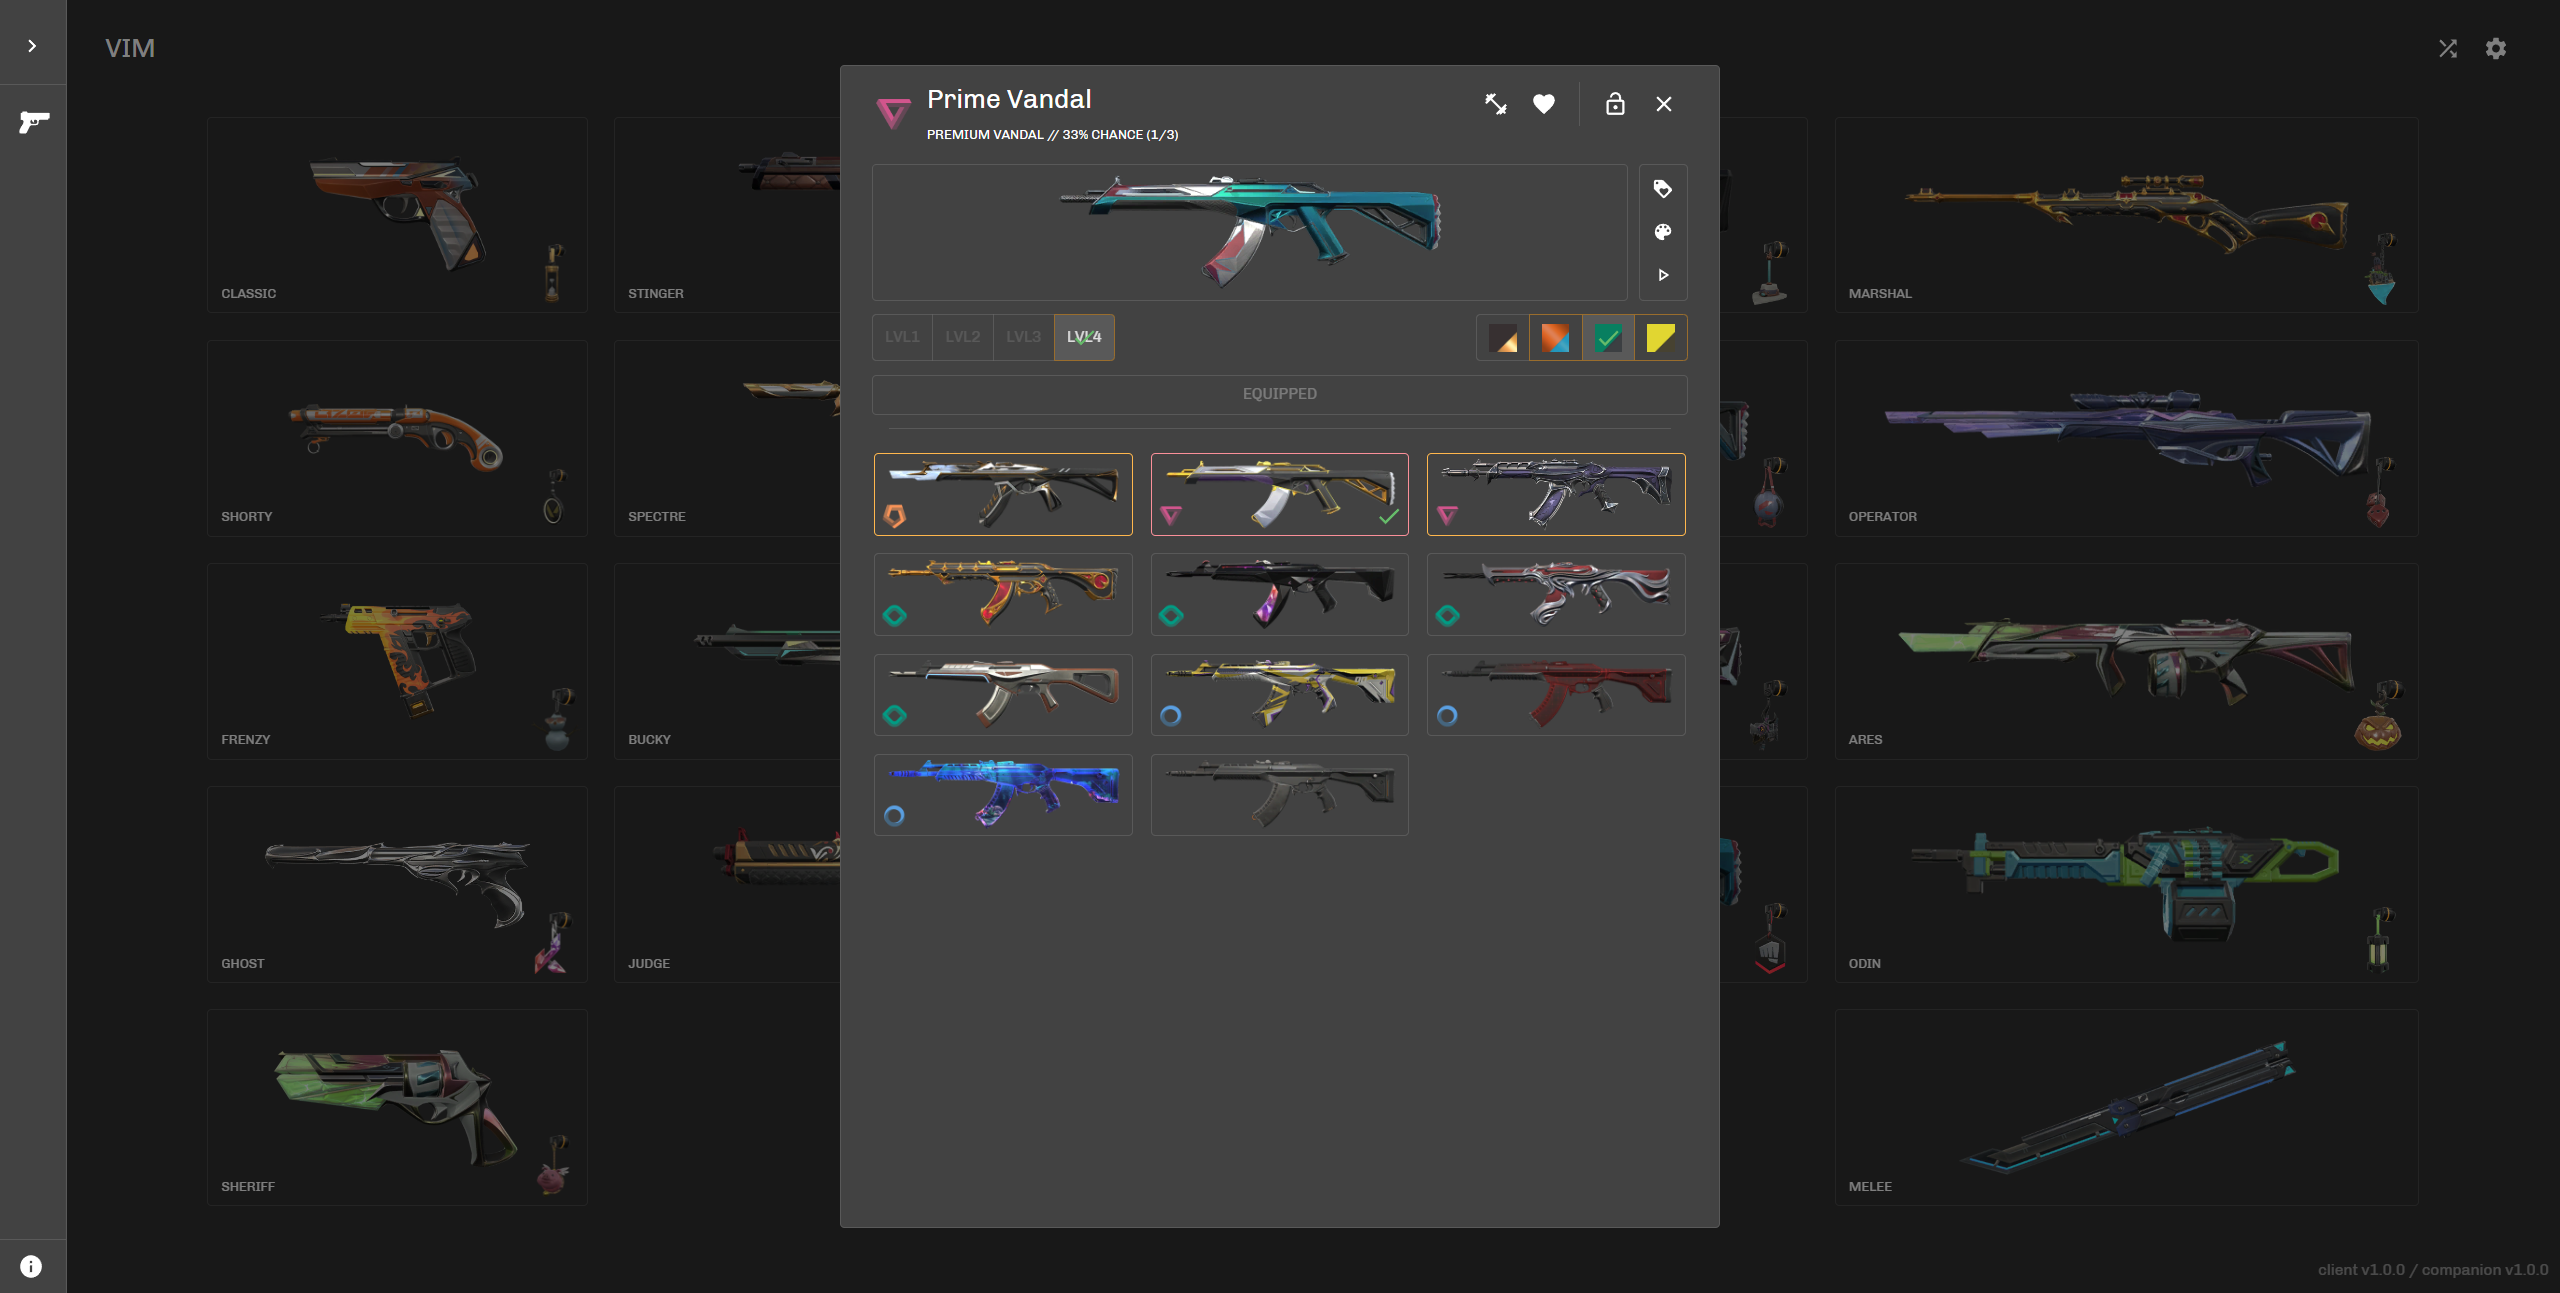 VIM
Prime Vandal
PREMIUM VANDAL // 33% CHANCE (1/3)
LVL1
LVL2
LVL3
LVL4
EQUIPPED
CLASSIC
STINGER
MARSHAL
SHORTY
SPECTRE
OPERATOR
FRENZY
BUCKY
ARES
GHOST
JUDGE
ODIN
SHERIFF
MELEE
client v1.0.0 / companion v1.0.0